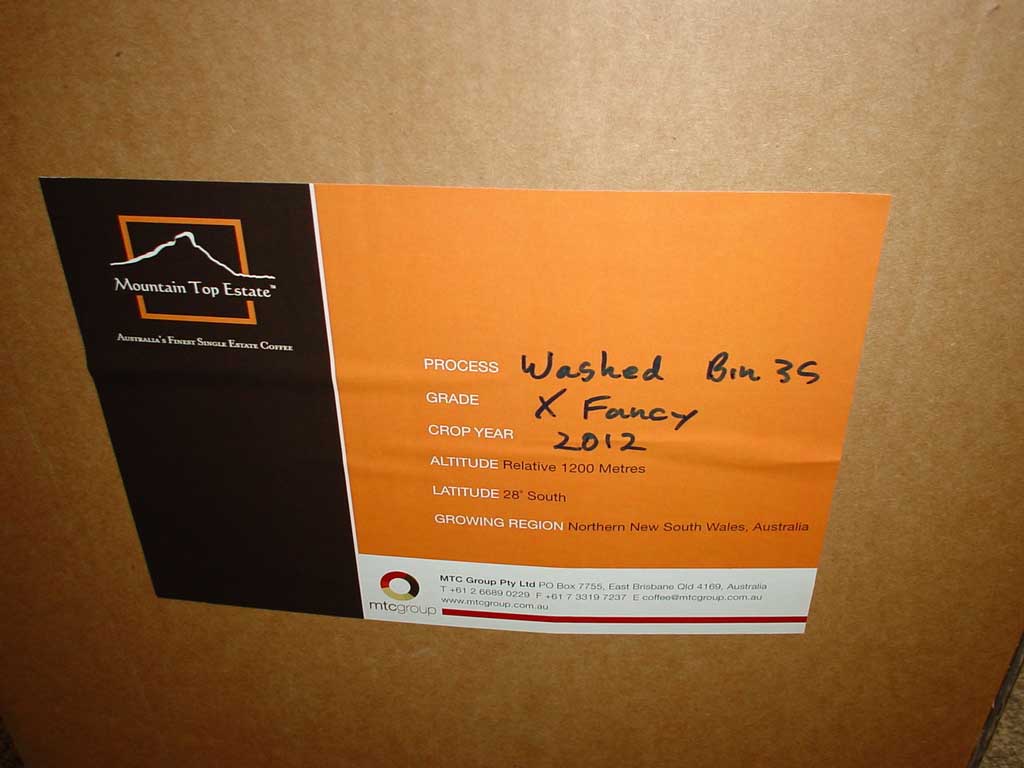 Mountain Top Estate™
Australia's Finest Single Estate Coffee
PROCESS Washed Bin 35
GRADE X Fancy
CROP YEAR 2012
ALTITUDE Relative 1200 Metres
LATITUDE 28° South
GROWING REGION Northern New South Wales, Australia
mtcgroup
MTC Group Pty Ltd PO Box 7755, East Brisbane Qld 4169, Australia
T +61 2 6689 0229 F +61 7 3319 7237 E coffee@mtcgroup.com.au
www.mtcgroup.com.au